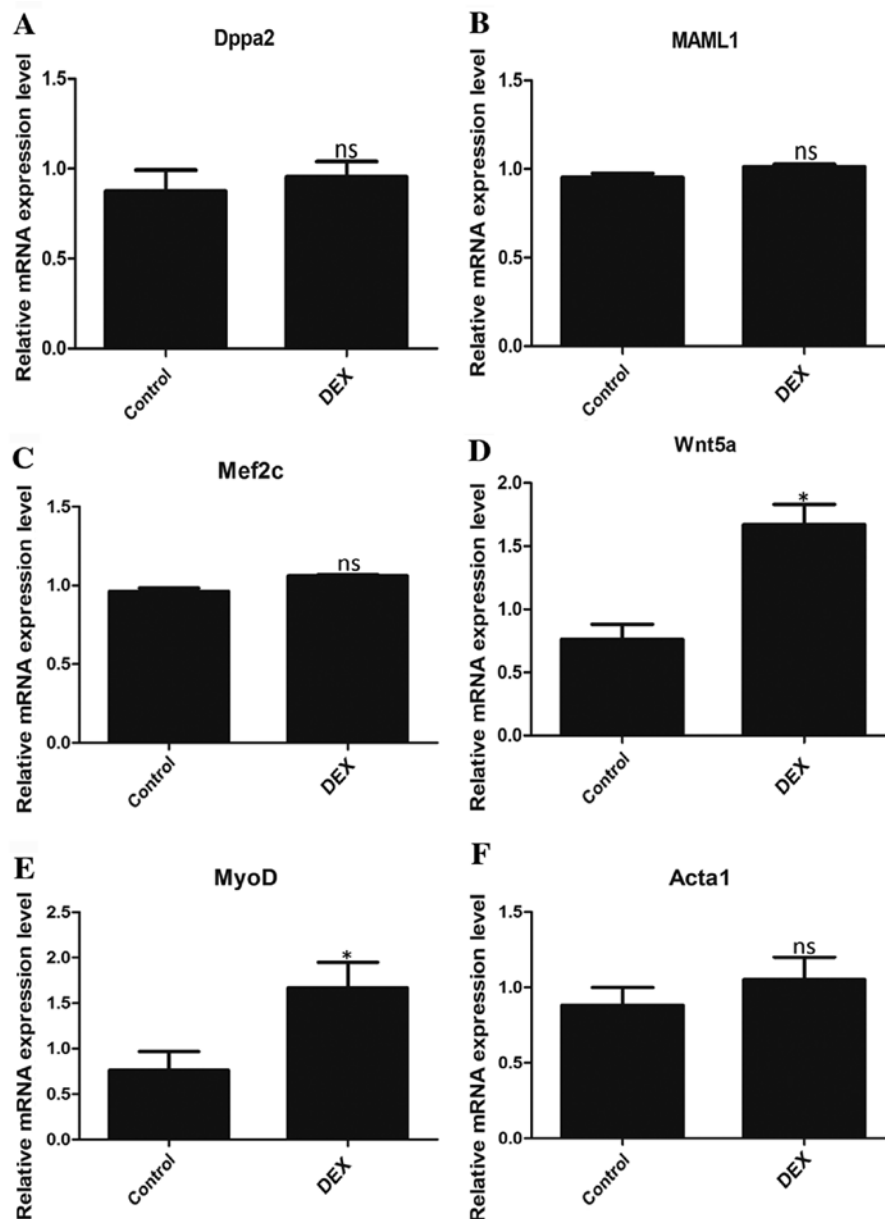 A
Dppa2
Relative mRNA expression level
1.5
1.0
0.5
0.0
ns
Control
DEX
B
MAML1
Relative mRNA expression level
1.5
1.0
0.5
0.0
ns
Control
DEX
C
Mef2c
Relative mRNA expression level
1.5
1.0
0.5
0.0
ns
Control
DEX
D
Wnt5a
Relative mRNA expression level
2.0
1.5
1.0
0.5
0.0
*
Control
DEX
E
MyoD
Relative mRNA expression level
2.5
2.0
1.5
1.0
0.5
0.0
*
Control
DEX
F
Acta1
Relative mRNA expression level
1.5
1.0
0.5
0.0
ns
Control
DEX